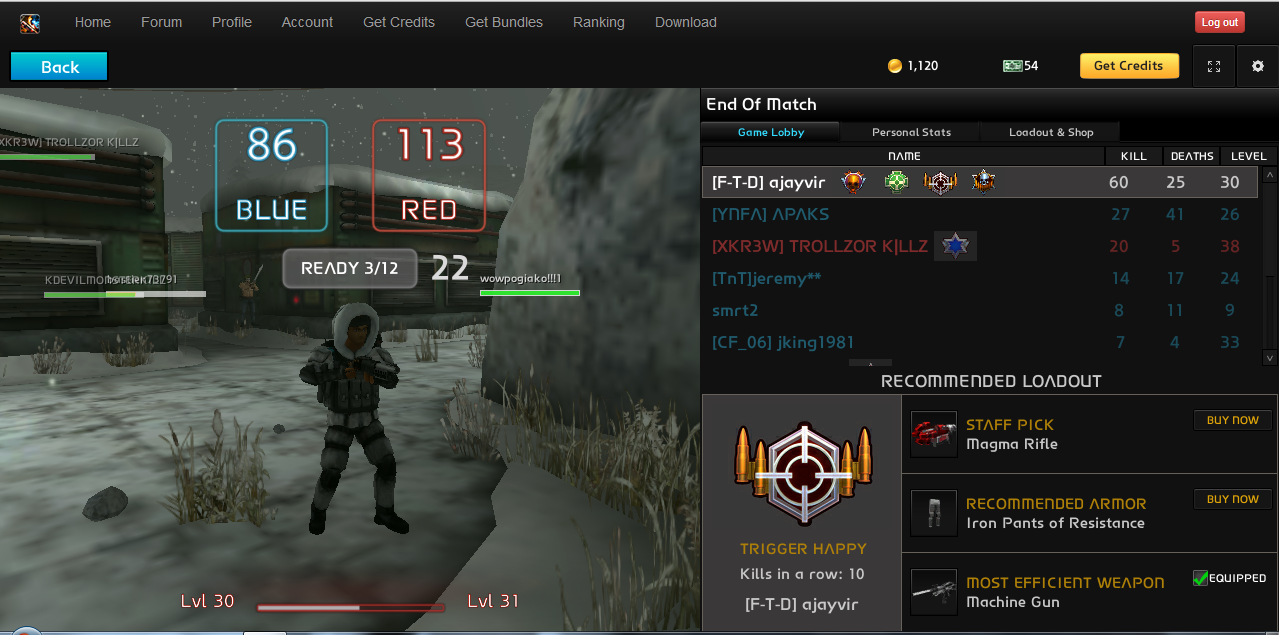 Home Forum Profile Account Get Credits Get Bundles Ranking Download Log out
Back 1,120 54 Get Credits
XKR3W] TROLLZOR K|LLZ
86
BLUE
113
RED
READY 3/12
22
wowpogiako!!!1
End Of Match
Game Lobby Personal Stats Loadout & Shop
NAME KILL DEATHS LEVEL
[F-T-D] ajayvir 60 25 30
[YNFA] APAKS 27 41 26
[XKR3W] TROLLZOR K|LLZ 20 5 38
[TnT]jeremy** 14 17 24
smrt2 8 11 9
[CF_06] jking1981 7 4 33
RECOMMENDED LOADOUT
TRIGGER HAPPY
Kills in a row: 10
[F-T-D] ajayvir
STAFF PICK
Magma Rifle
BUY NOW
RECOMMENDED ARMOR
Iron Pants of Resistance
BUY NOW
MOST EFFICIENT WEAPON
Machine Gun
EQUIPPED
Lvl 30 Lvl 31